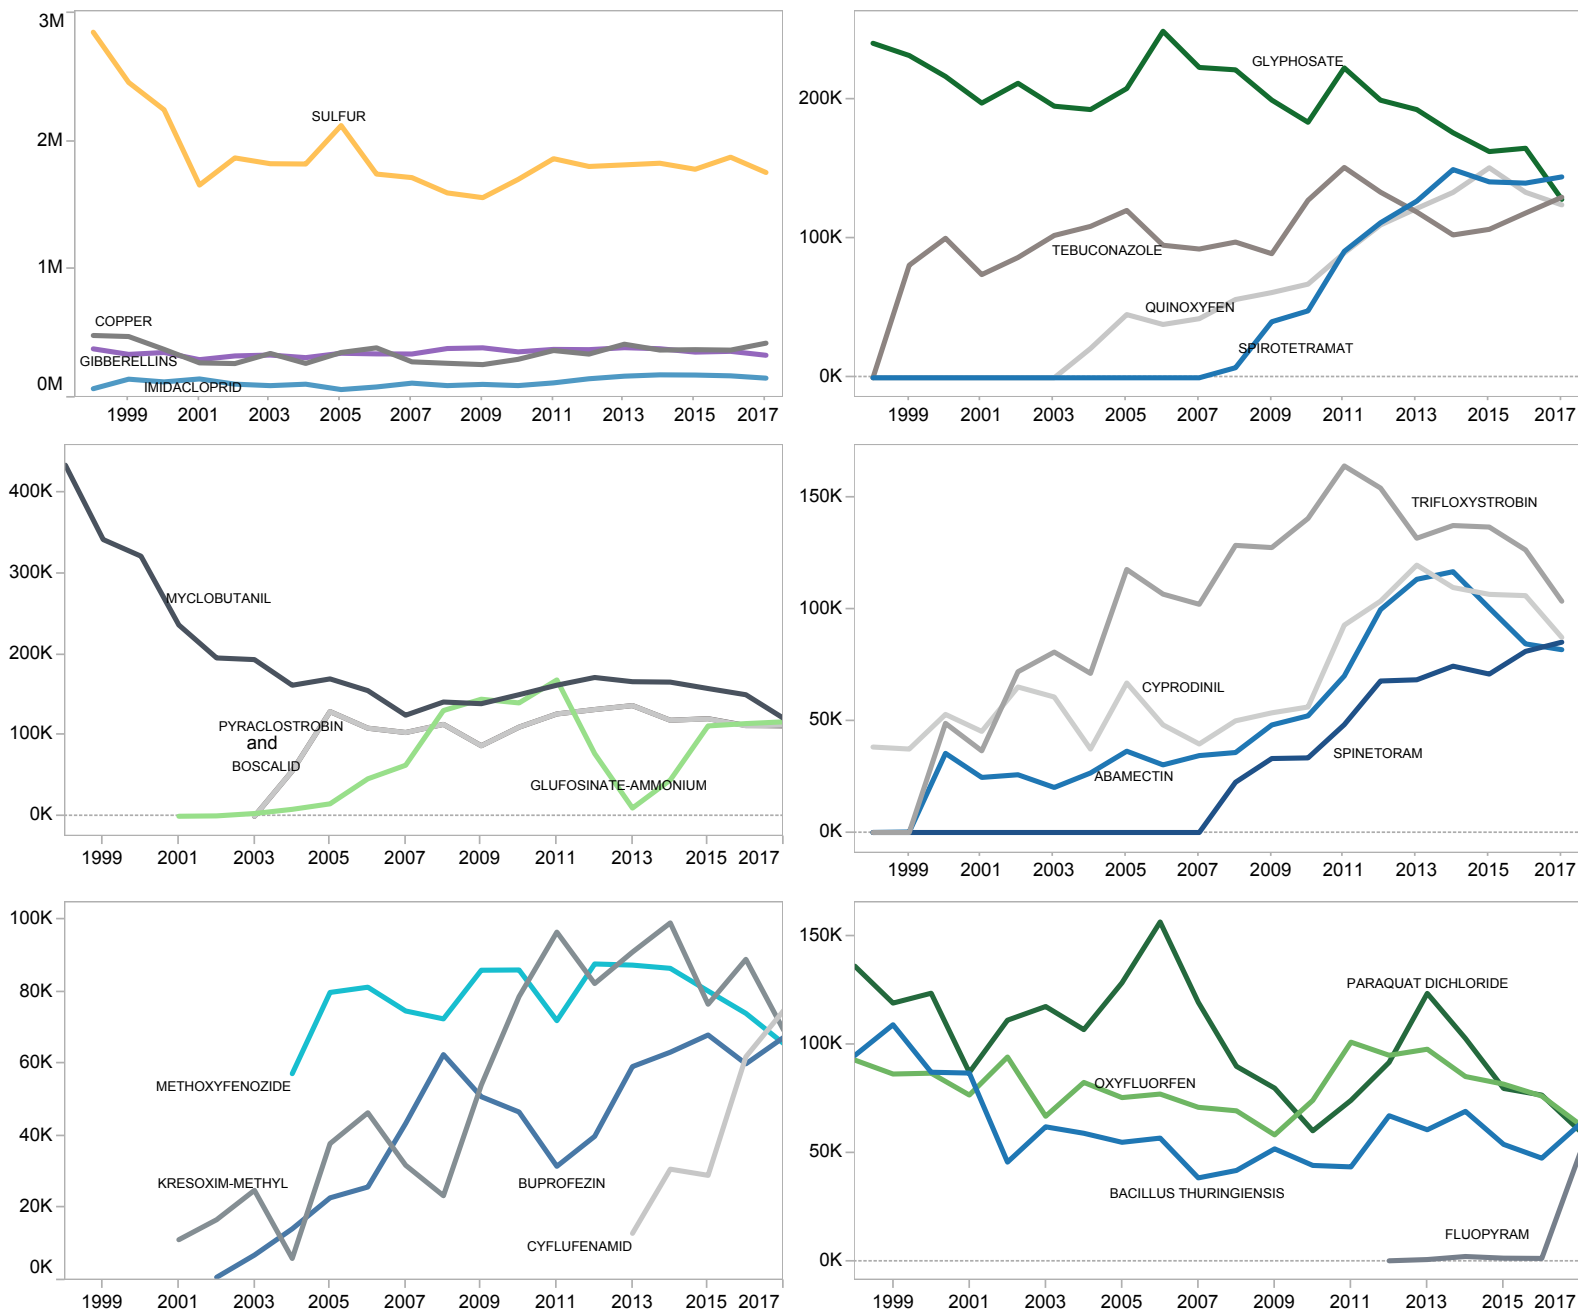 3M
SULFUR
2M
1M
COPPER
GIBBERELLINS
IMIDACLOPRID
0M
1999 2001 2003 2005 2007 2009 2011 2013 2015 2017
GLYPHOSATE
200K
TEBUCONAZOLE
100K
QUINOXYFEN
SPIROTETRAMAT
0K
1999 2001 2003 2005 2007 2009 2011 2013 2015 2017
400K
300K
MYCLOBUTANIL
200K
PYRACLOSTROBIN
and
BOSCALID
100K
GLUFOSINATE-AMMONIUM
0K
1999 2001 2003 2005 2007 2009 2011 2013 2015 2017
150K
TRIFLOXYSTROBIN
100K
CYPRODINIL
50K
SPINETORAM
ABAMECTIN
0K
1999 2001 2003 2005 2007 2009 2011 2013 2015 2017
100K
80K
60K
METHOXYFENOZIDE
40K
KRESOXIM-METHYL
BUPROFEZIN
20K
CYFLUFENAMID
0K
1999 2001 2003 2005 2007 2009 2011 2013 2015 2017
150K
PARAQUAT DICHLORIDE
100K
OXYFLUORFEN
50K
BACILLUS THURINGIENSIS
FLUOPYRAM
0K
1999 2001 2003 2005 2007 2009 2011 2013 2015 2017